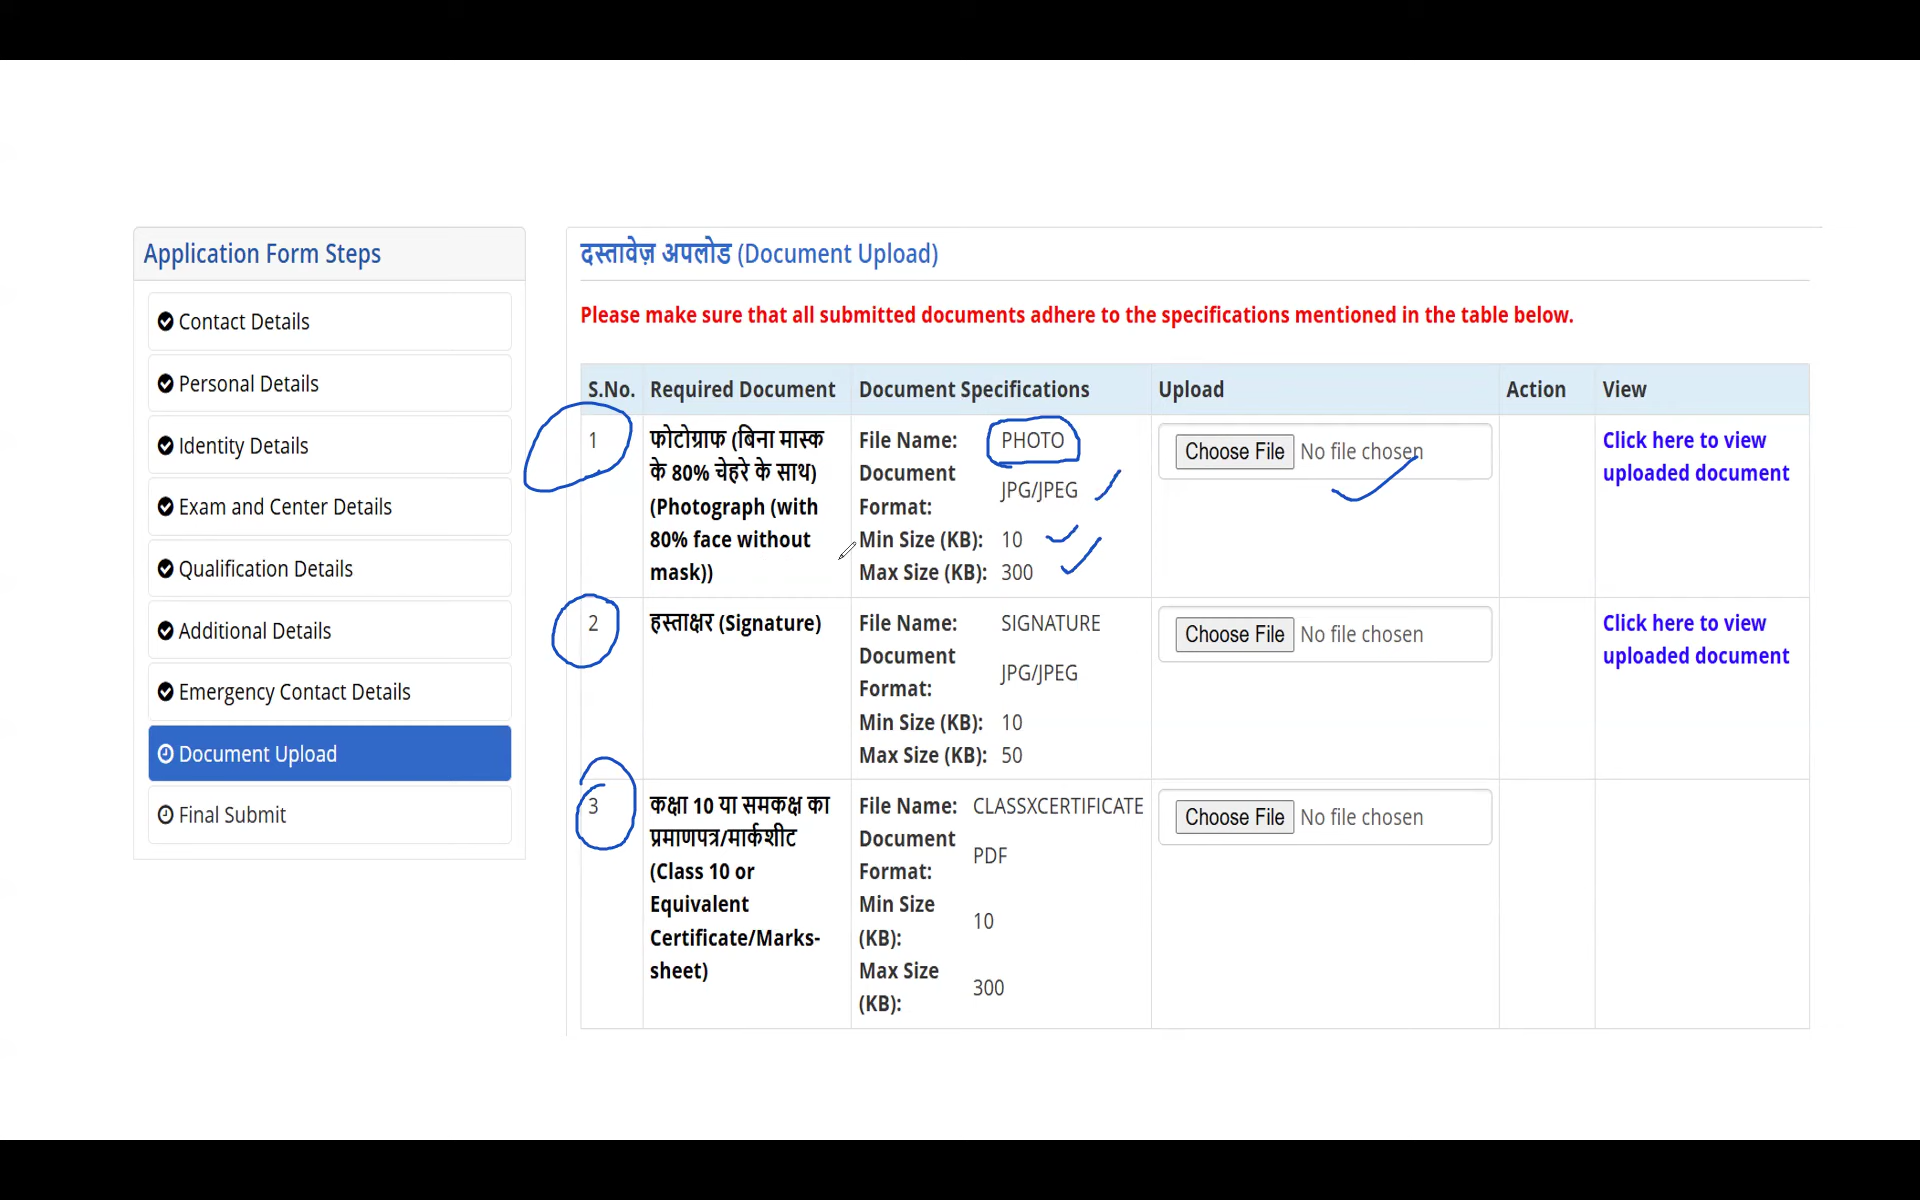 Application Form Steps
Contact Details
Personal Details
Identity Details
Exam and Center Details
Qualification Details
Additional Details
Emergency Contact Details
Document Upload
Final Submit
दस्तावेज़ अपलोड (Document Upload)
Please make sure that all submitted documents adhere to the specifications mentioned in the table below.
S.No. Required Document Document Specifications Upload Action View
1
फोटोग्राफ (बिना मास्क
के 80% चेहरे के साथ)
(Photograph (with
80% face without
mask))
File Name: PHOTO
Document
Format: JPG/JPEG
Min Size (KB): 10
Max Size (KB): 300
Choose File No file chosen
Click here to view
uploaded document
2
हस्ताक्षर (Signature)
File Name: SIGNATURE
Document
Format: JPG/JPEG
Min Size (KB): 10
Max Size (KB): 50
Choose File No file chosen
Click here to view
uploaded document
3
कक्षा 10 या समकक्ष का
प्रमाणपत्र/मार्कशीट
(Class 10 or
Equivalent
Certificate/Marks-
sheet)
File Name: CLASSXCERTIFICATE
Document
Format: PDF
Min Size
(KB): 10
Max Size
(KB): 300
Choose File No file chosen